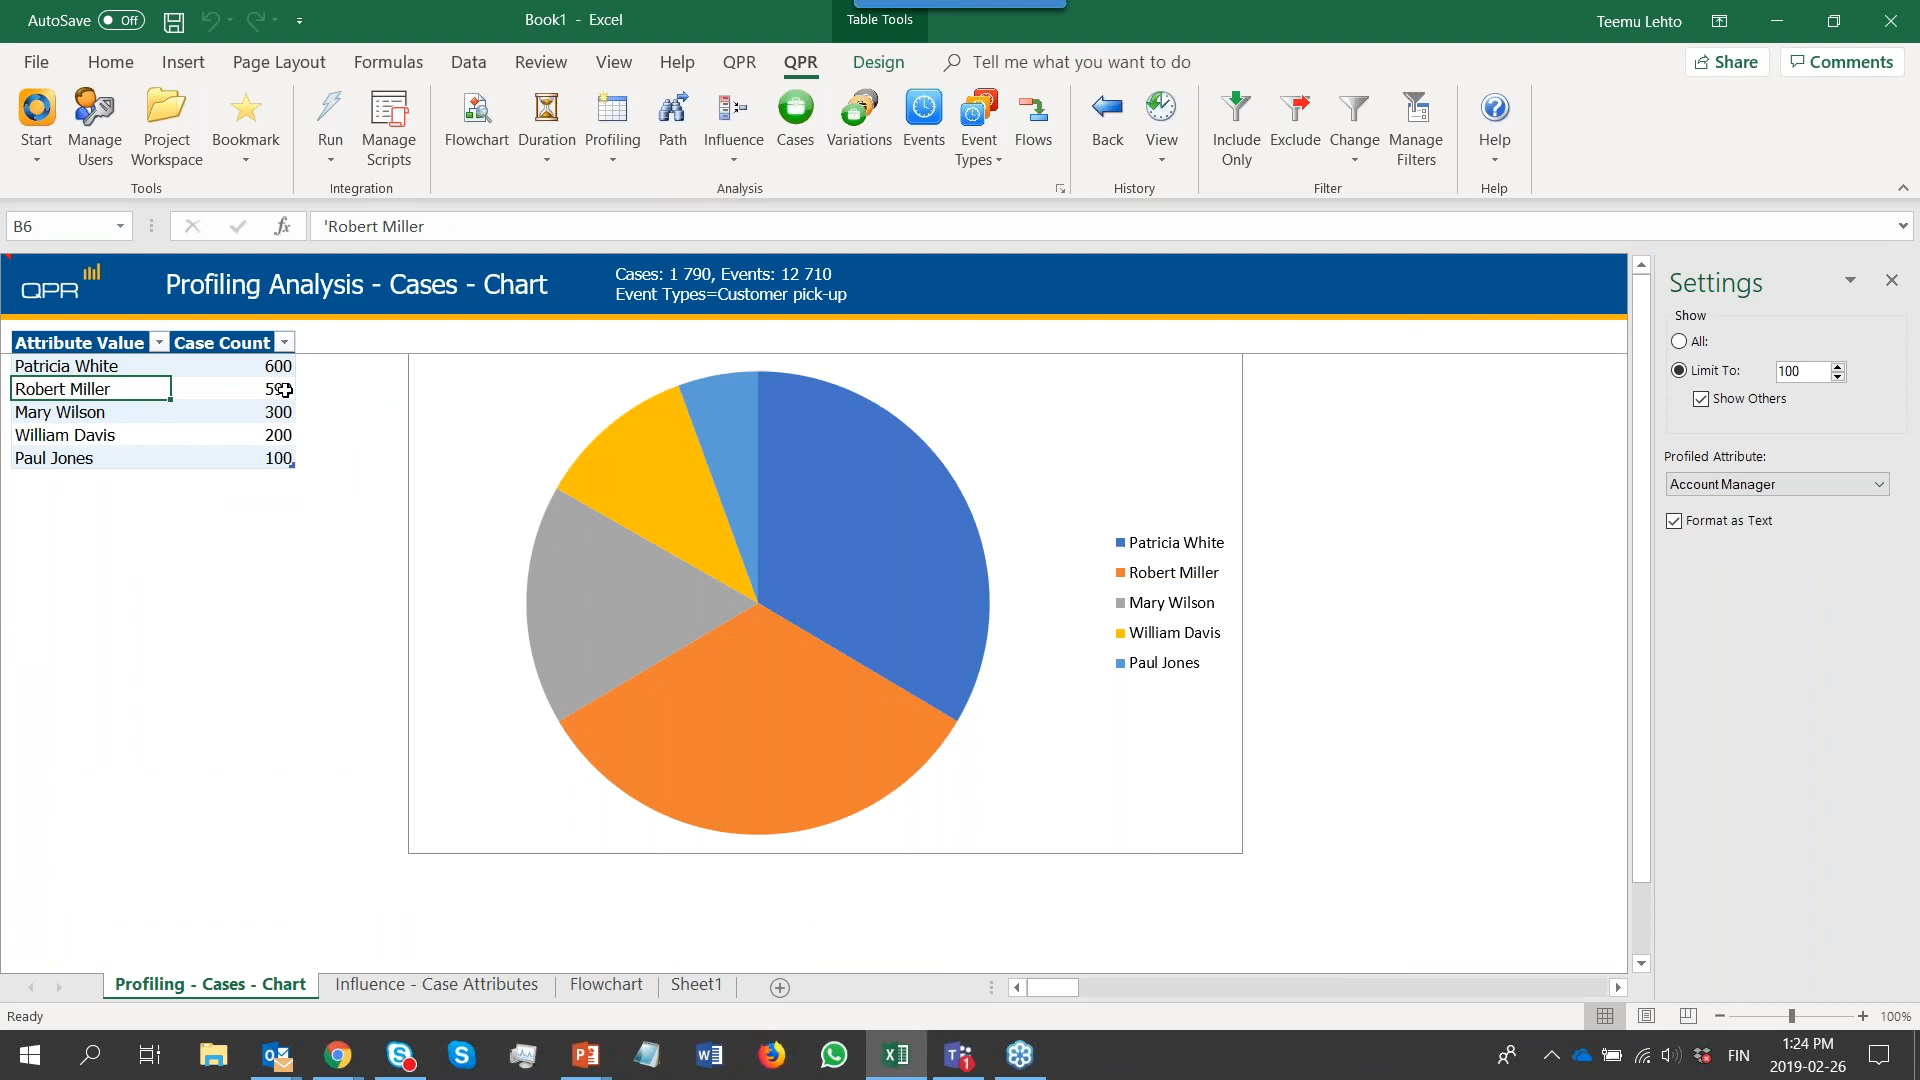 AutoSave Off
Book1 - Excel
Table Tools
Teemu Lehto
File Home Insert Page Layout Formulas Data Review View Help QPR QPR Design Tell me what you want to do Share Comments
Start Manage Users Project Workspace Bookmark Run Manage Scripts Flowchart Duration Profiling Path Influence Cases Variations Events Event Types Flows Back View Include Only Exclude Change Manage Filters Help
Tools Integration Analysis History Filter Help
B6 fx 'Robert Miller
QPR Profiling Analysis - Cases - Chart
Cases: 1 790, Events: 12 710
Event Types=Customer pick-up
Attribute Value Case Count
Patricia White 600
Robert Miller
Mary Wilson 300
William Davis 200
Paul Jones 100
Patricia White
Robert Miller
Mary Wilson
William Davis
Paul Jones
Settings
Show
All:
Limit To: 100
Show Others
Profiled Attribute:
Account Manager
Format as Text
Profiling - Cases - Chart Influence - Case Attributes Flowchart Sheet1
Ready
100%
FIN
1:24 PM
2019-02-26